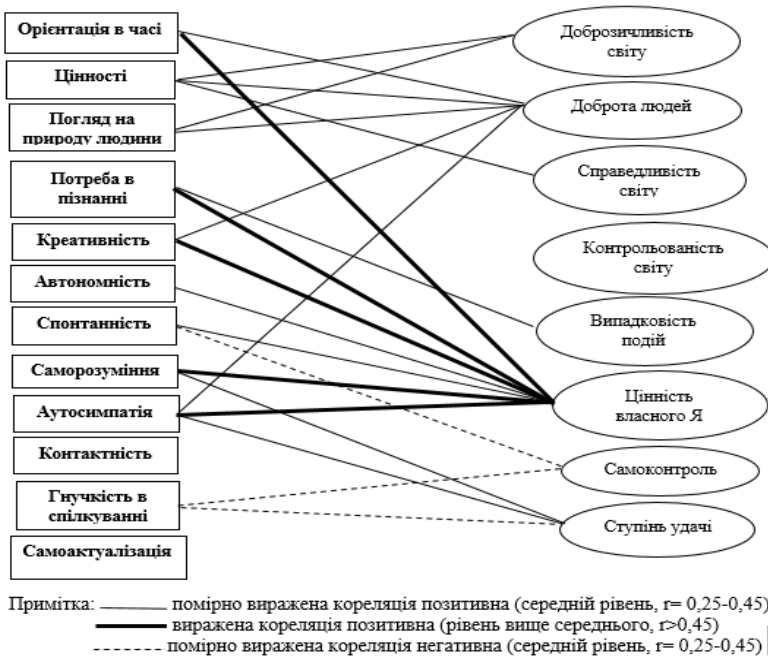 Орієнтація в часі
Цінності
Погляд на
природу людини
Потреба в
пізнанні
Креативність
Автономність
Спонтанність
Саморозуміння
Аутосимпатія
Контактність
Гнучкість в
спілкуванні
Самоактуалізація
Доброзичливість
світу
Доброта людей
Справедливість
світу
Контрольованість
світу
Випадковість
подій
Цінність
власного Я
Самоконтроль
Ступінь удачі
Примітка: помірно виражена кореляція позитивна (середній рівень, r= 0,25-0,45)
виражена кореляція позитивна (рівень вище середнього, r>0,45)
помірно виражена кореляція негативна (середній рівень, r= 0,25-0,45)